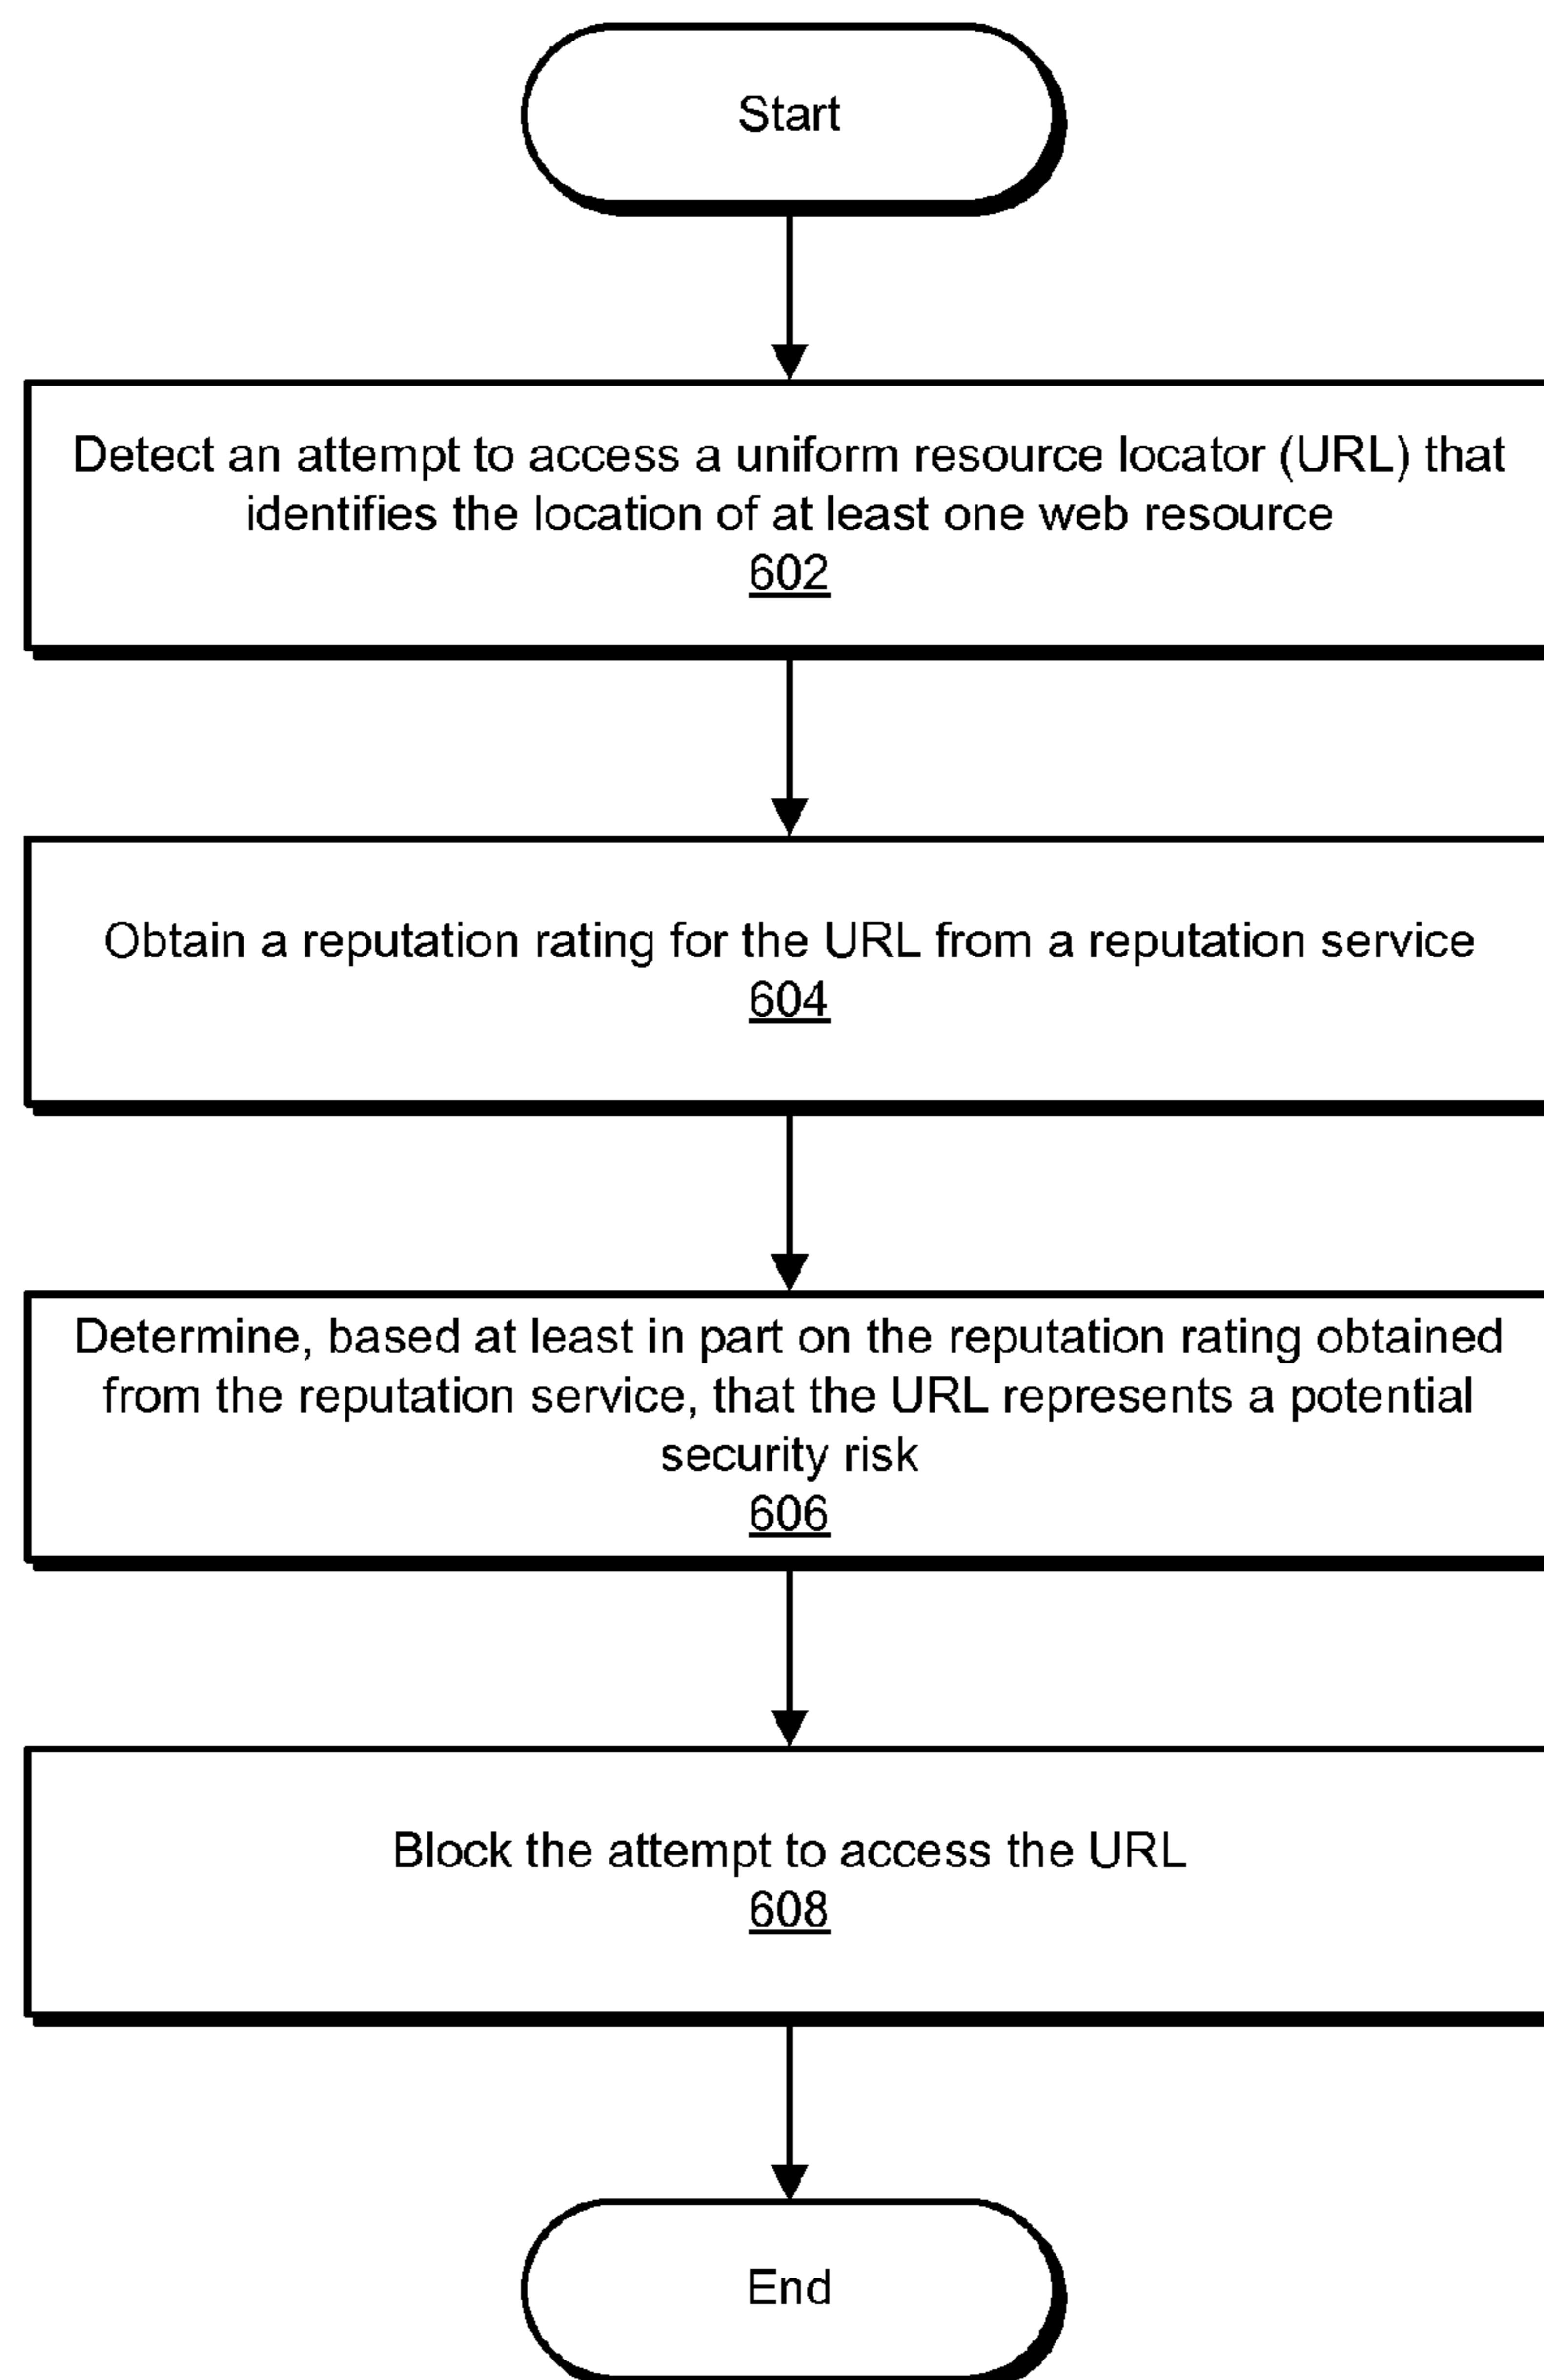 Start
Detect an attempt to access a uniform resource locator (URL) that
identifies the location of at least one web resource
602
Obtain a reputation rating for the URL from a reputation service
604
Determine, based at least in part on the reputation rating obtained
from the reputation service, that the URL represents a potential
security risk
606
Block the attempt to access the URL
608
End